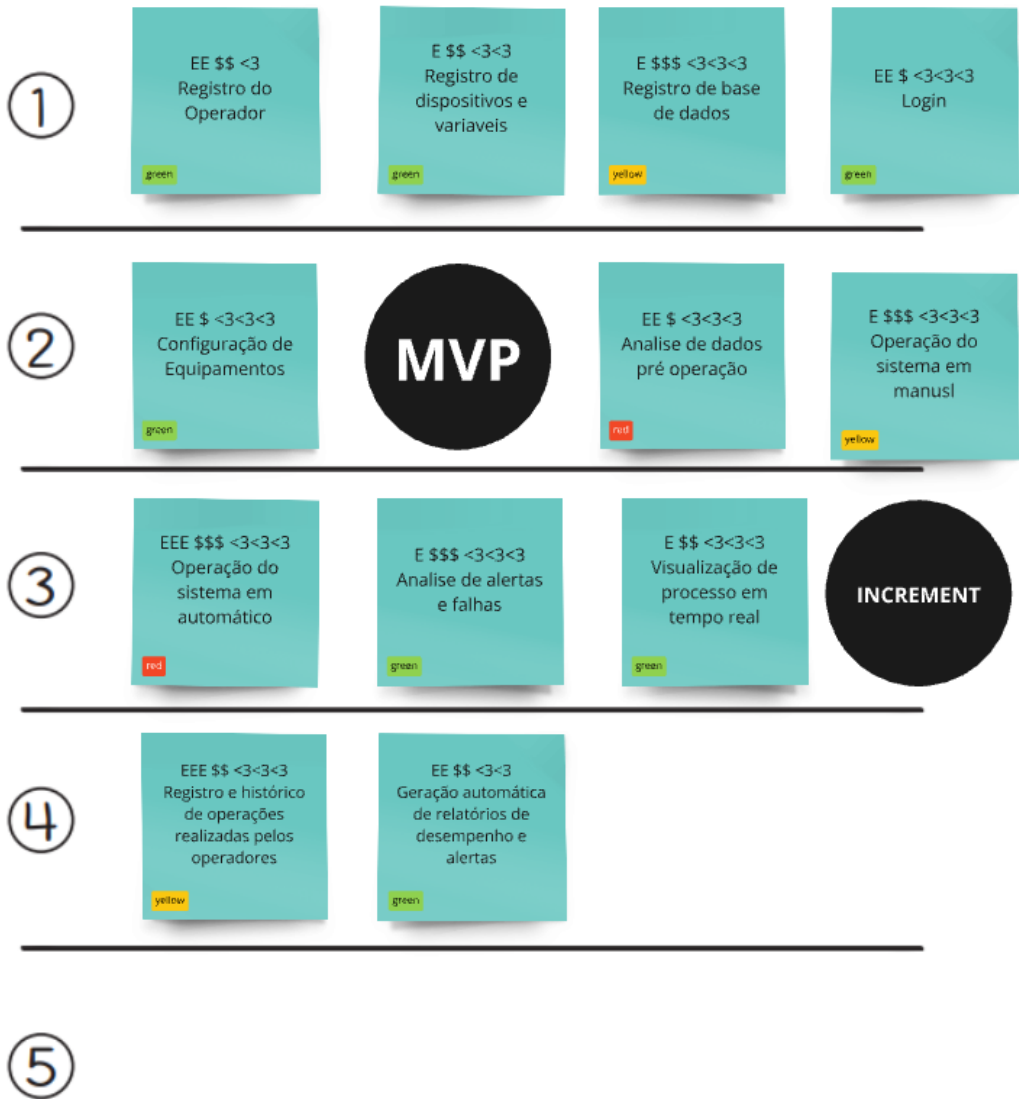 1
EE $$ <3
Registro do
Operador
green
E $$ <3<3
Registro de
dispositivos e
variaveis
green
E $$$ <3<3<3
Registro de base
de dados
yellow
EE $ <3<3<3
Login
green
2
EE $ <3<3<3
Configuração de
Equipamentos
green
MVP
EE $ <3<3<3
Analise de dados
pré operação
red
E $$$ <3<3<3
Operação do
sistema em
manusl
yellow
3
EEE $$$ <3<3<3
Operação do
sistema em
automático
red
E $$$ <3<3<3
Analise de alertas
e falhas
green
E $$ <3<3<3
Visualização de
processo em
tempo real
green
INCREMENT
4
EEE $$ <3<3<3
Registro e histórico
de operações
realizadas pelos
operadores
yellow
EE $$ <3<3
Geração automática
de relatórios de
desempenho e
alertas
green
5